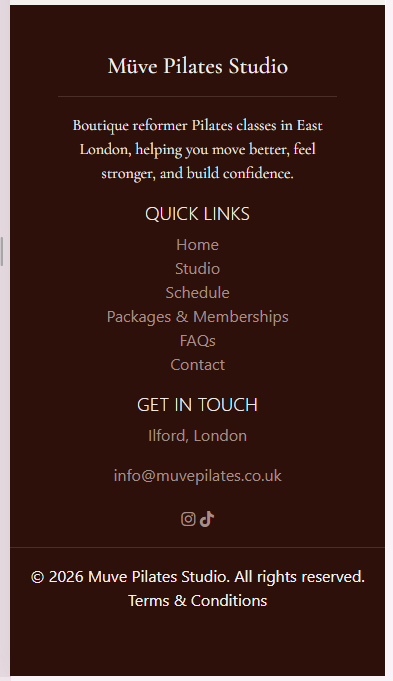 Müve Pilates Studio
Boutique reformer Pilates classes in East
London, helping you move better, feel
stronger, and build confidence.
QUICK LINKS
Home
Studio
Schedule
Packages & Memberships
FAQs
Contact
GET IN TOUCH
Ilford, London
info@muvepilates.co.uk
© 2026 Muve Pilates Studio. All rights reserved.
Terms & Conditions